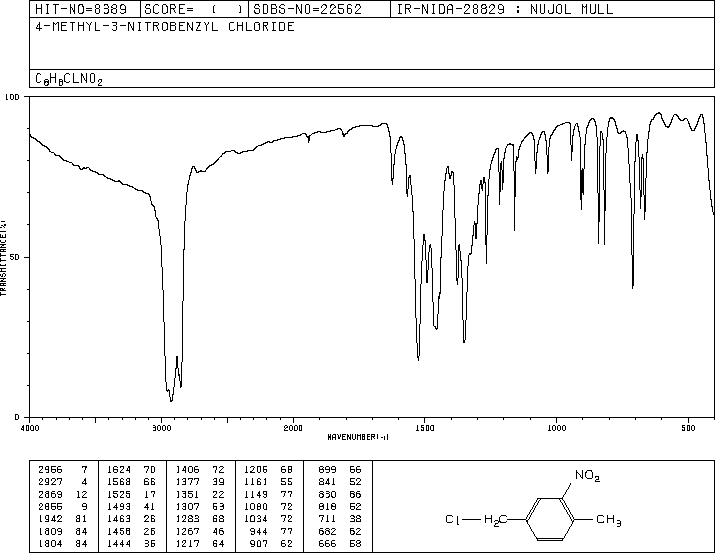 HIT-NO=8389 SCORE= ( ) SDBS-NO=22562 IR-NIDA-28829 : NUJOL MULL
4-METHYL-3-NITROBENZYL CHLORIDE
C8H8CLNO2
100
50
0
TRANSMITTANCE(%)
4000 3000 2000 1500 1000 500
WAVENUMBER(-1)
2956 7 1624 70 1406 72 1206 68 899 56
2927 4 1568 66 1377 39 1161 55 841 52
2869 12 1525 17 1351 22 1149 77 830 86
2855 9 1493 41 1307 53 1080 72 818 52
1942 81 1463 26 1283 68 1034 72 711 38
1809 84 1458 26 1267 46 944 77 682 62
1804 84 1444 36 1217 64 907 62 666 58
NO2
Cl H2C CH3